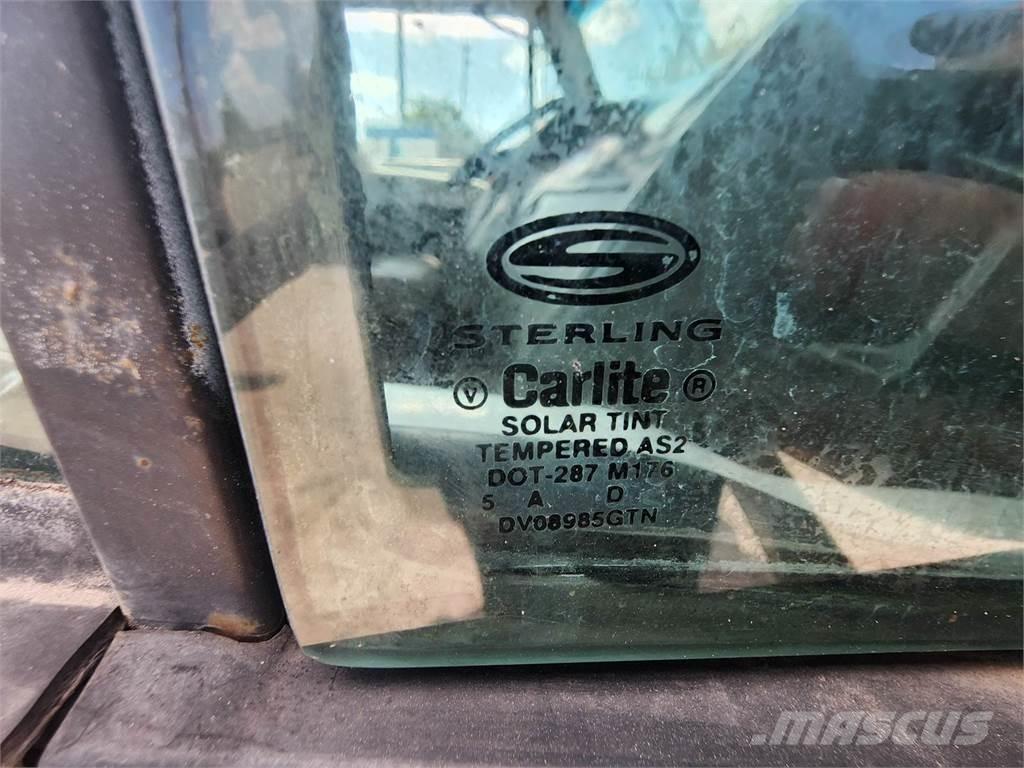 S
STERLING
V Carlite R
SOLAR TINT
TEMPERED AS2
DOT-287 M176
5 A D
DV08985GTN
MASCUS